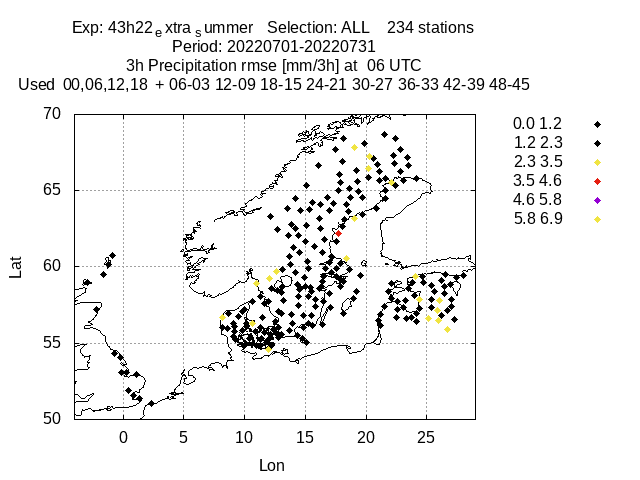 Exp: 43h22e xtra s ummer Selection: ALL 234 stations
Period: 20220701-20220731
3h Precipitation rmse [mm/3h] at 06 UTC
Used 00,06,12,18 + 06-03 12-09 18-15 24-21 30-27 36-33 42-39 48-45
70
65
60
55
50
Lat
0 5 10 15 20 25
Lon
0.0 1.2
1.2 2.3
2.3 3.5
3.5 4.6
4.6 5.8
5.8 6.9